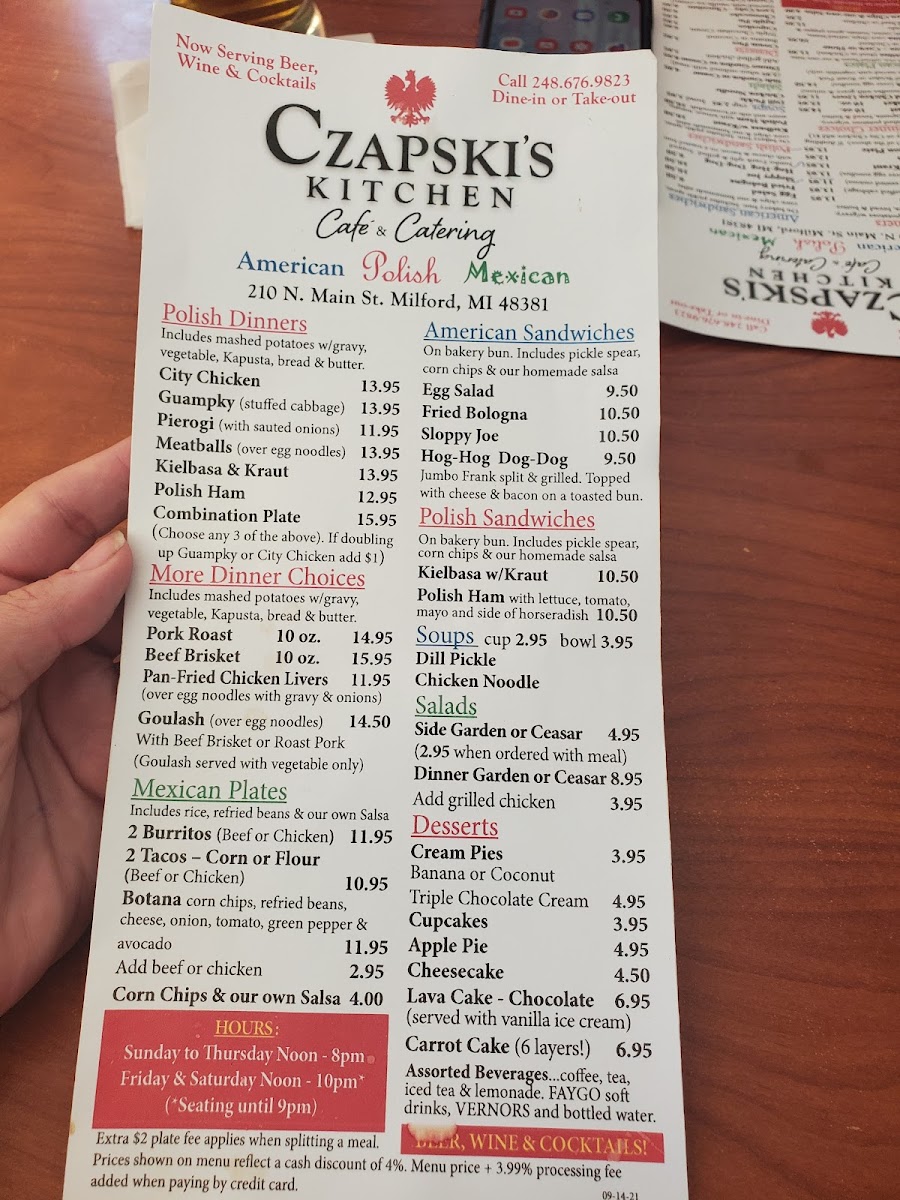 Now Serving Beer,
Wine & Cocktails
Call 248.676.9823
Dine-in or Take-out
CZAPSKI'S
KITCHEN
Café & Catering
American Polish Mexican
210 N. Main St. Milford, MI 48381
Polish Dinners
Includes mashed potatoes w/gravy,
vegetable, Kapusta, bread & butter.
City Chicken 13.95
Guampky (stuffed cabbage) 13.95
Pierogi (with sauted onions) 11.95
Meatballs (over egg noodles) 13.95
Kielbasa & Kraut 13.95
Polish Ham 12.95
Combination Plate 15.95
(Choose any 3 of the above). If doubling
up Guampky or City Chicken add $1)
More Dinner Choices
Includes mashed potatoes w/gravy,
vegetable, Kapusta, bread & butter.
Pork Roast 10 oz. 14.95
Beef Brisket 10 oz. 15.95
Pan-Fried Chicken Livers 11.95
(over egg noodles with gravy & onions)
Goulash (over egg noodles) 14.50
With Beef Brisket or Roast Pork
(Goulash served with vegetable only)
Mexican Plates
Includes rice, refried beans & our own Salsa
2 Burritos (Beef or Chicken) 11.95
2 Tacos – Corn or Flour
(Beef or Chicken) 10.95
Botana corn chips, refried beans,
cheese, onion, tomato, green pepper &
avocado 11.95
Add beef or chicken 2.95
Corn Chips & our own Salsa 4.00
HOURS:
Sunday to Thursday Noon - 8pm
Friday & Saturday Noon - 10pm*
(*Seating until 9pm)
American Sandwiches
On bakery bun. Includes pickle spear,
corn chips & our homemade salsa
Egg Salad 9.50
Fried Bologna 10.50
Sloppy Joe 10.50
Hog-Hog Dog-Dog 9.50
Jumbo Frank split & grilled. Topped
with cheese & bacon on a toasted bun.
Polish Sandwiches
On bakery bun. Includes pickle spear,
corn chips & our homemade salsa
Kielbasa w/Kraut 10.50
Polish Ham with lettuce, tomato,
mayo and side of horseradish 10.50
Soups cup 2.95 bowl 3.95
Dill Pickle
Chicken Noodle
Salads
Side Garden or Ceasar 4.95
(2.95 when ordered with meal)
Dinner Garden or Ceasar 8.95
Add grilled chicken 3.95
Desserts
Cream Pies 3.95
Banana or Coconut
Triple Chocolate Cream 4.95
Cupcakes 3.95
Apple Pie 4.95
Cheesecake 4.50
Lava Cake - Chocolate 6.95
(served with vanilla ice cream)
Carrot Cake (6 layers!) 6.95
Assorted Beverages...coffee, tea,
iced tea & lemonade. FAYGO soft
drinks, VERNORS and bottled water.
BEER, WINE & COCKTAILS!
Extra $2 plate fee applies when splitting a meal.
Prices shown on menu reflect a cash discount of 4%. Menu price + 3.99% processing fee
added when paying by credit card.
09-14-21